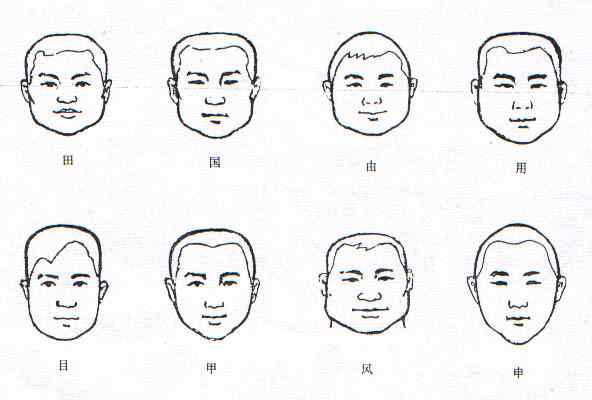 田 国 由 用
目 甲 风 申